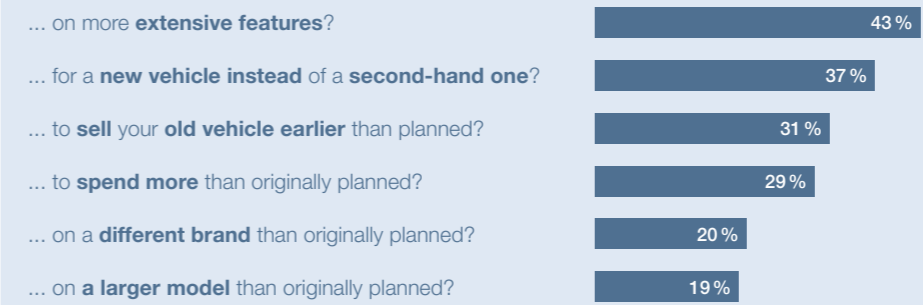 ... on more extensive features? 43 %
... for a new vehicle instead of a second-hand one? 37 %
... to sell your old vehicle earlier than planned? 31 %
... to spend more than originally planned? 29 %
... on a different brand than originally planned? 20 %
... on a larger model than originally planned? 19 %